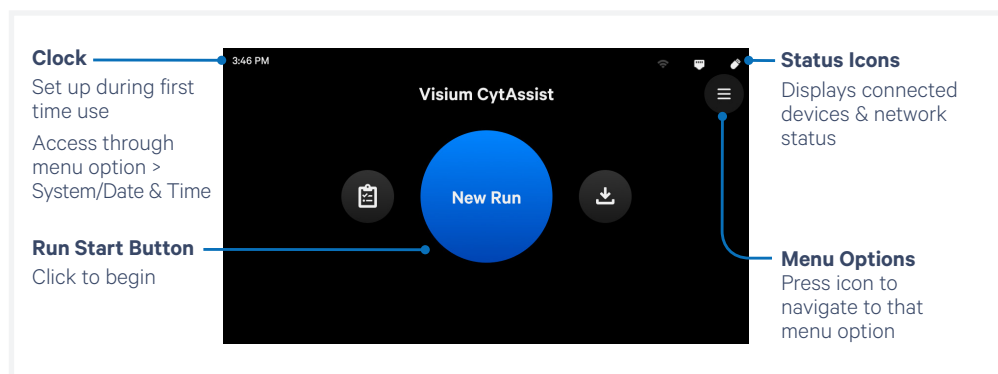 Clock
Set up during first
time use
Access through
menu option >
System/Date & Time
Run Start Button
Click to begin
3:46 PM
Visium CytAssist
New Run
Status Icons
Displays connected
devices & network
status
Menu Options
Press icon to
navigate to that
menu option